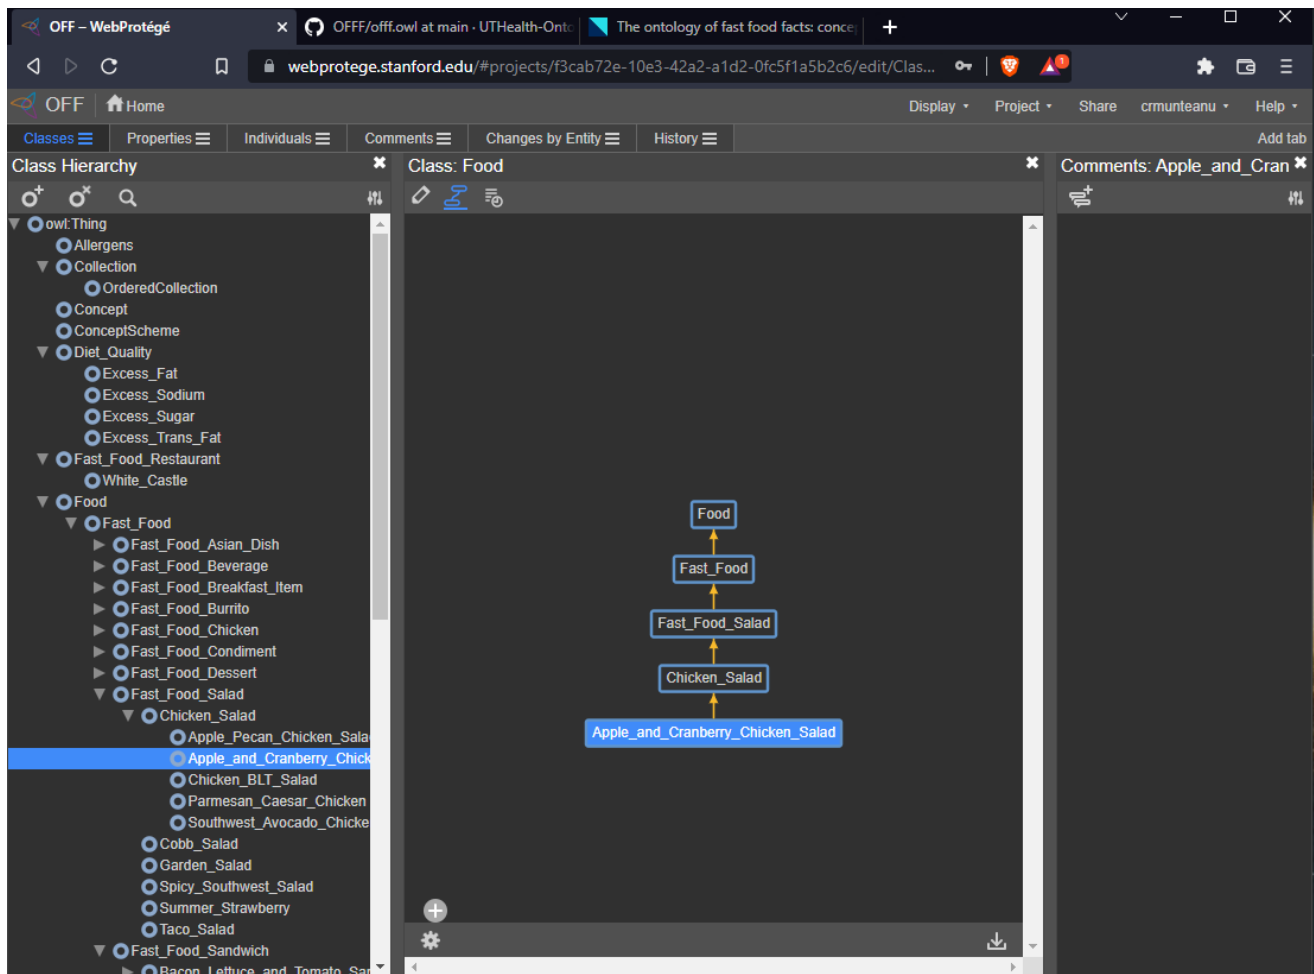 OFF – WebProtégé
OFFF/offf.owl at main · UTHealth-Onto
The ontology of fast food facts: concep
webprotege.stanford.edu/#projects/f3cab72e-10e3-42a2-a1d2-0fc5f1a5b2c6/edit/Clas...
1
OFF
Home
Display
Project
Share
crmunteanu
Help
Classes
Properties
Individuals
Comments
Changes by Entity
History
Add tab
Class Hierarchy
owl:Thing
Allergens
Collection
OrderedCollection
Concept
ConceptScheme
Diet_Quality
Excess_Fat
Excess_Sodium
Excess_Sugar
Excess_Trans_Fat
Fast_Food_Restaurant
White_Castle
Food
Fast_Food
Fast_Food_Asian_Dish
Fast_Food_Beverage
Fast_Food_Breakfast_Item
Fast_Food_Burrito
Fast_Food_Chicken
Fast_Food_Condiment
Fast_Food_Dessert
Fast_Food_Salad
Chicken_Salad
Apple_Pecan_Chicken_Sala
Apple_and_Cranberry_Chick
Chicken_BLT_Salad
Parmesan_Caesar_Chicken
Southwest_Avocado_Chicke
Cobb_Salad
Garden_Salad
Spicy_Southwest_Salad
Summer_Strawberry
Taco_Salad
Fast_Food_Sandwich
Bacon_Lettuce_and_Tomato_San
Class: Food
Food
Fast_Food
Fast_Food_Salad
Chicken_Salad
Apple_and_Cranberry_Chicken_Salad
Comments: Apple_and_Cran